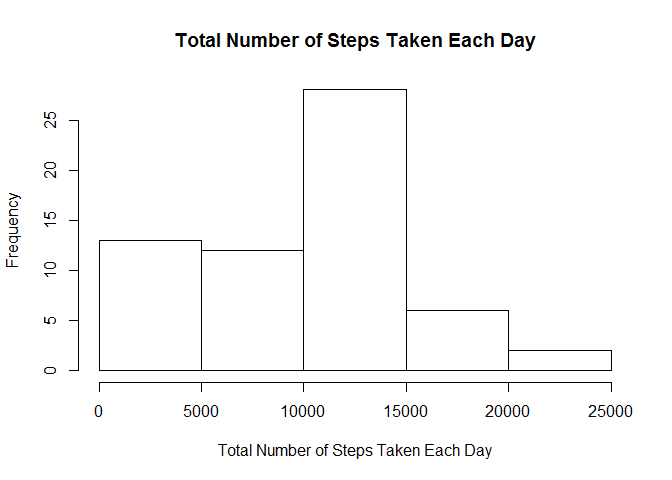 Total Number of Steps Taken Each Day
Frequency
25
20
15
10
5
0
0 5000 10000 15000 20000 25000
Total Number of Steps Taken Each Day